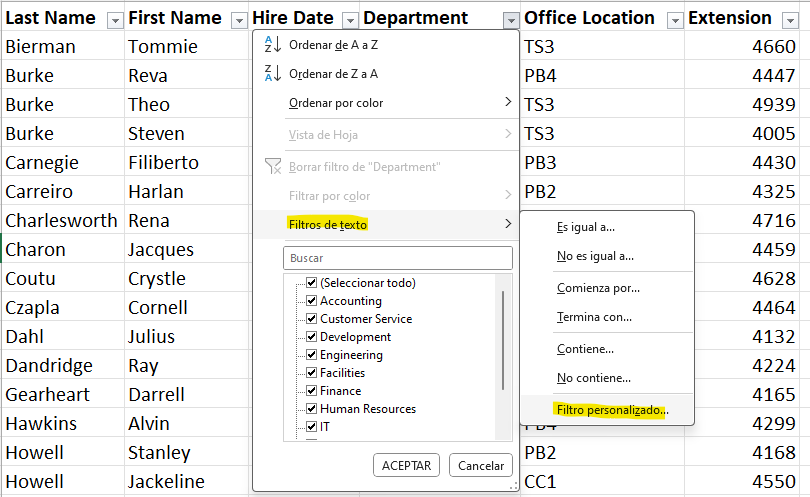 Last Name First Name Hire Date Department Office Location Extension
Bierman Tommie TS3 4660
Burke Reva PB4 4447
Burke Theo TS3 4939
Burke Steven TS3 4005
Carnegie Filiberto PB3 4430
Carreiro Harlan PB2 4325
Charlesworth Rena 4716
Charon Jacques 4459
Coutu Crystle 4628
Czapla Cornell 4464
Dahl Julius 4132
Dandridge Ray 4224
Gearheart Darrell 4165
Hawkins Alvin 4299
Howell Stanley PB2 4168
Howell Jackeline CC1 4550
Ordenar de A a Z
Ordenar de Z a A
Ordenar por color
Vista de Hoja
Borrar filtro de "Department"
Filtrar por color
Filtros de texto
Buscar
(Seleccionar todo)
Accounting
Customer Service
Development
Engineering
Facilities
Finance
Human Resources
IT
ACEPTAR Cancelar
Es igual a...
No es igual a...
Comienza por...
Termina con...
Contiene...
No contiene...
Filtro personalizado...